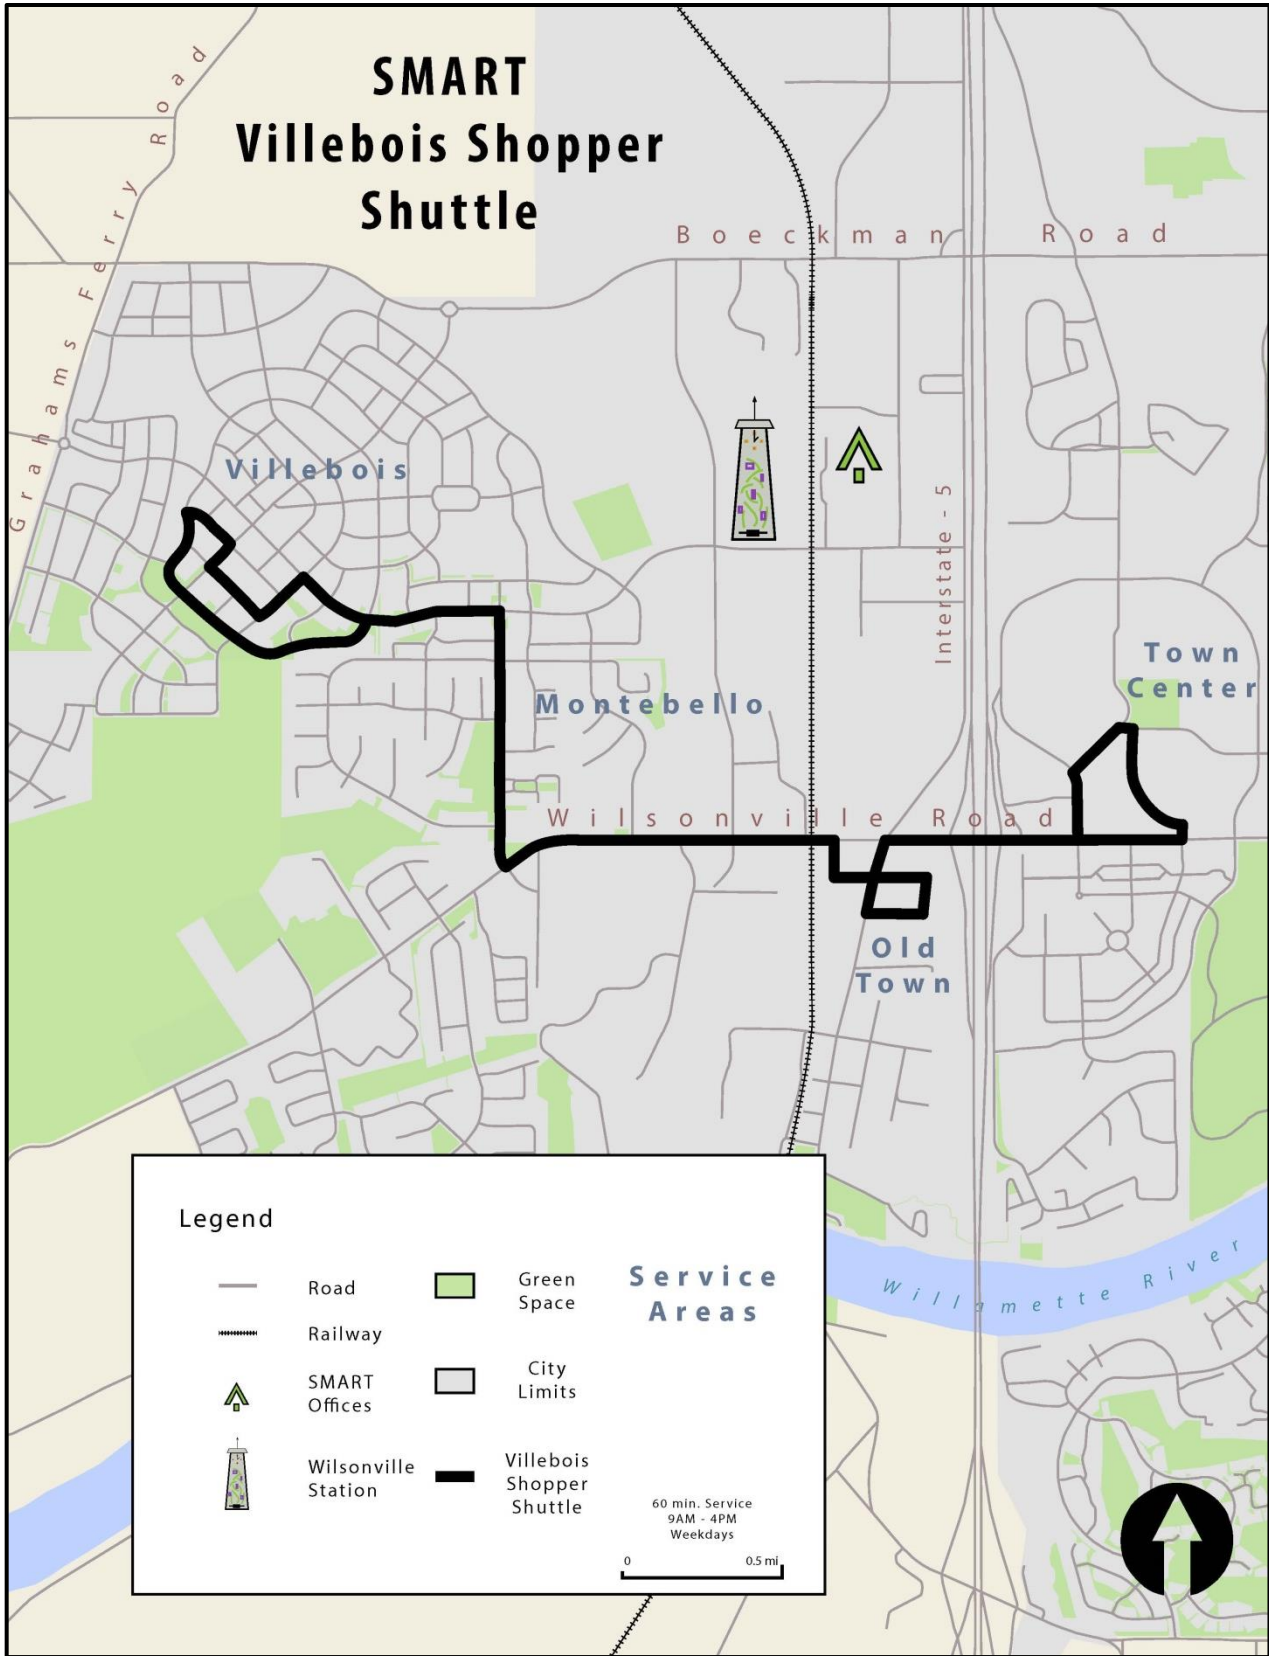 SMART
Villebois Shopper
Shuttle
Grahams Ferry Road
Boeckman Road
Villebois
Interstate - 5
Town
Center
Montebello
Wilsonville Road
Old
Town
Willamette River
Legend
Road
Railway
SMART
Offices
Wilsonville
Station
Green
Space
City
Limits
Villebois
Shopper
Shuttle
Service
Areas
60 min. Service
9AM - 4PM
Weekdays
0 0.5 mi